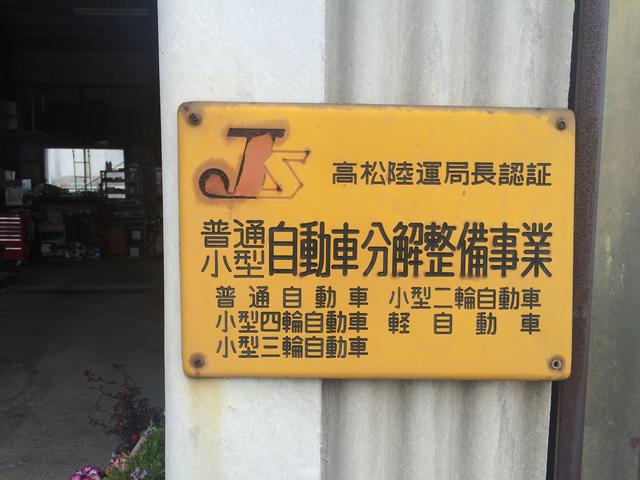 JS
高松陸運局長認証
普通
小型 自動車分解整備事業
普通自動車 小型二輪自動車
小型四輪自動車 軽自動車
小型三輪自動車